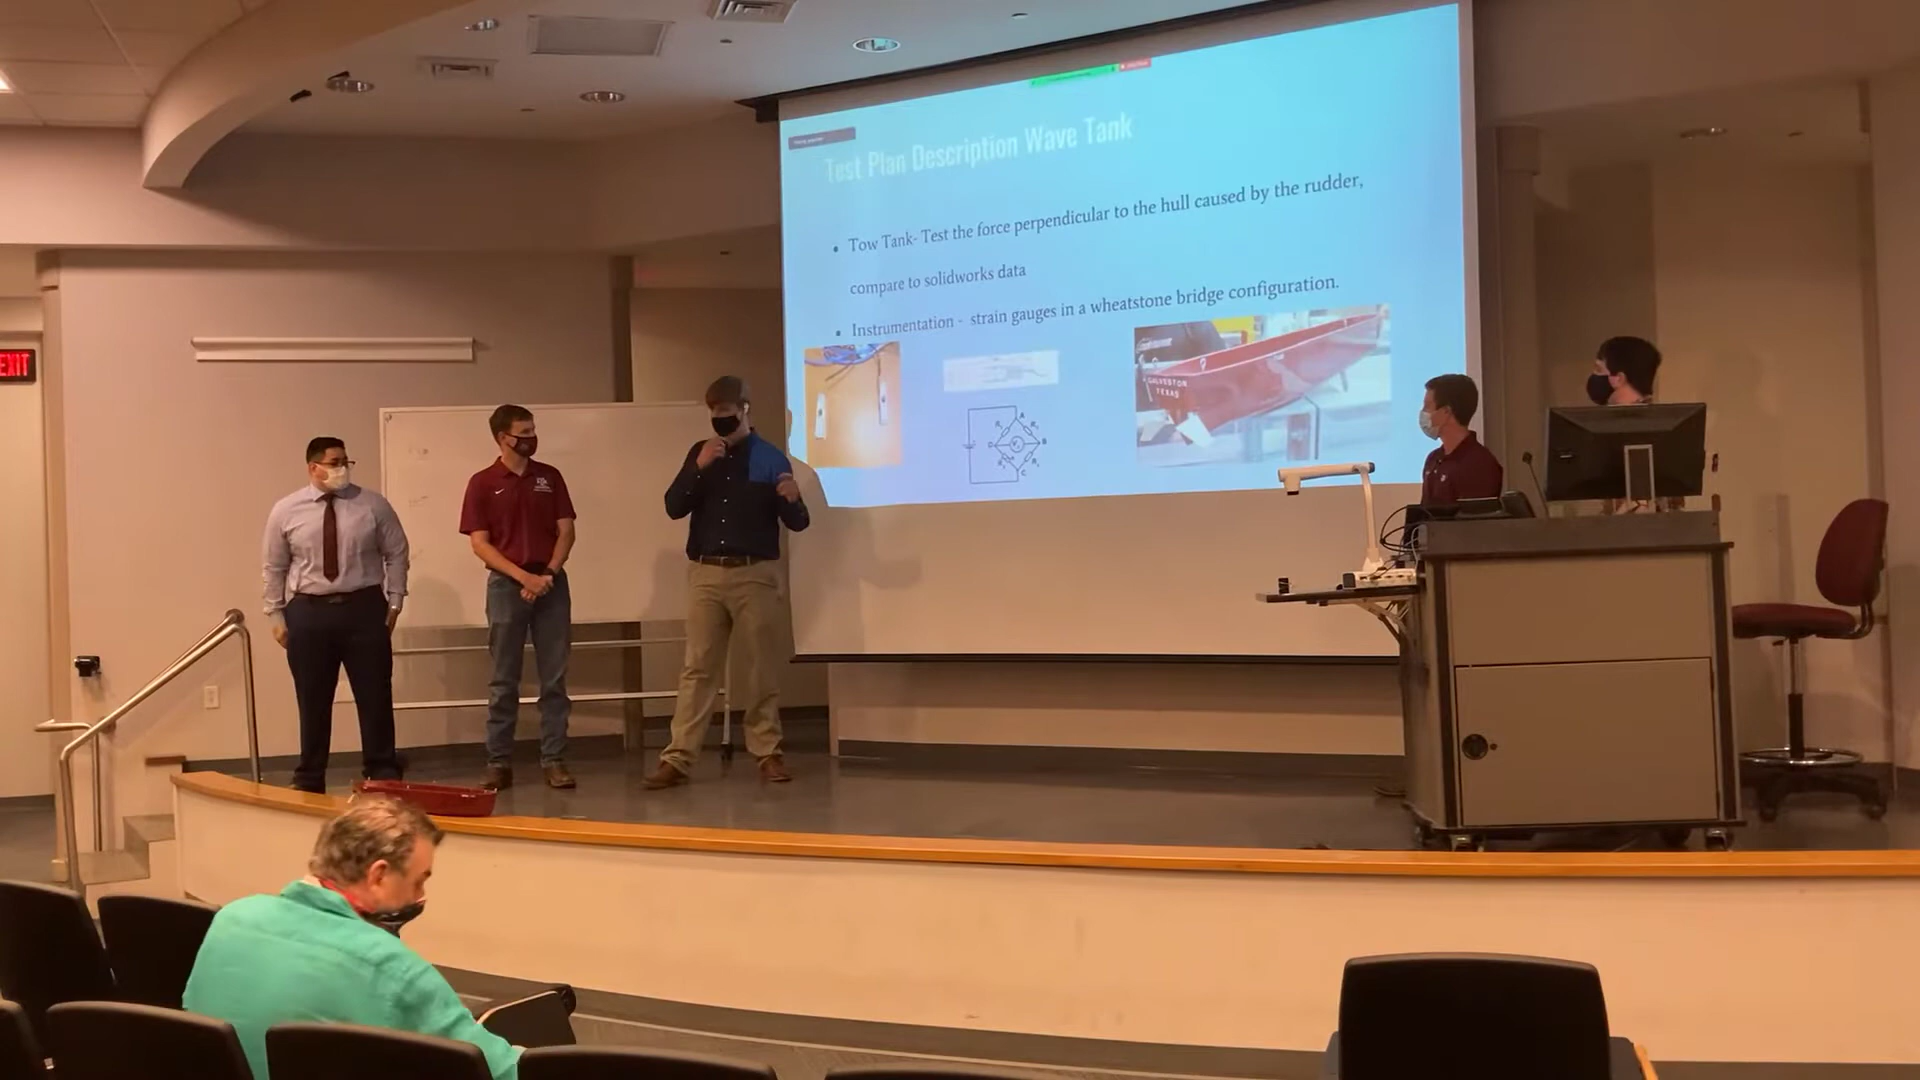 Test Plan Description Wave Tank
• Tow Tank- Test the force perpendicular to the hull caused by the rudder,
compare to solidworks data
• Instrumentation - strain gauges in a wheatstone bridge configuration.
GALVESTON
TEXAS
A
B
C
D
EXIT